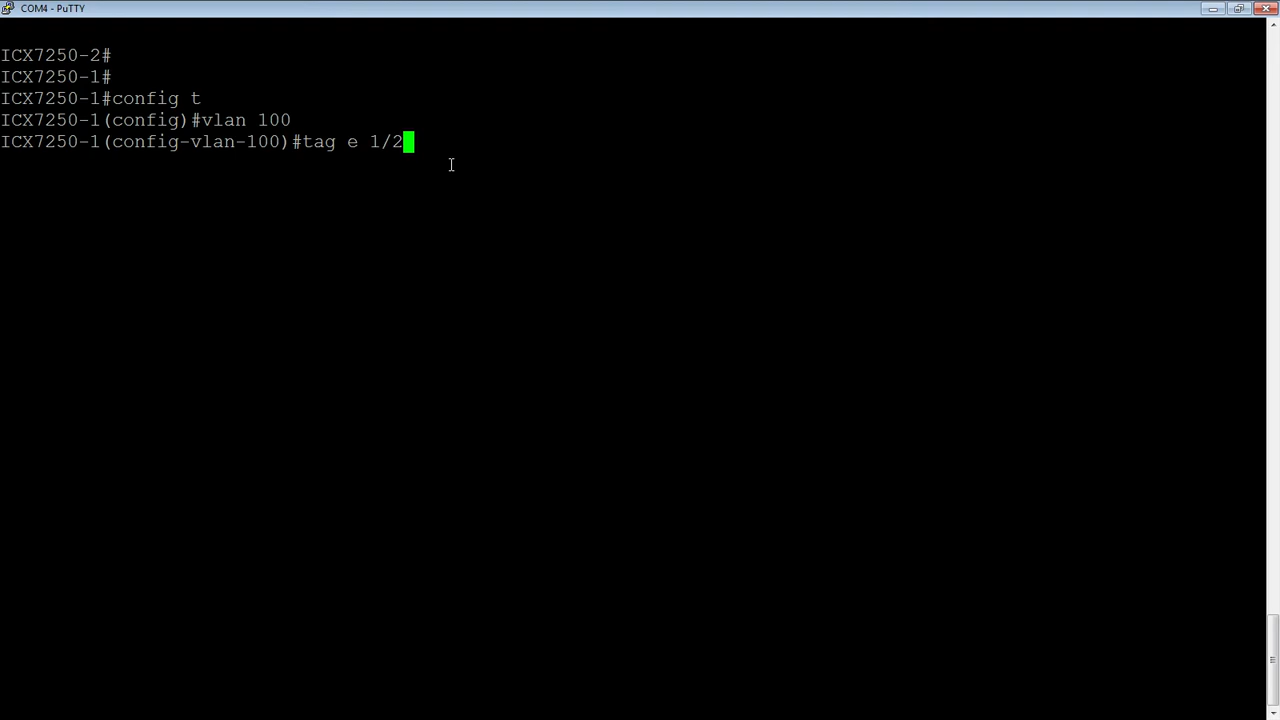 COM4 - PuTTY
ICX7250-2#
ICX7250-1#
ICX7250-1#config t
ICX7250-1(config)#vlan 100
ICX7250-1(config-vlan-100)#tag e 1/2